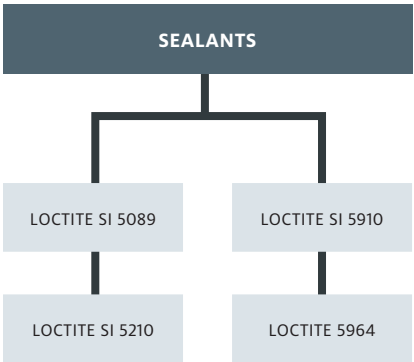 SEALANTS
LOCTITE SI 5089
LOCTITE SI 5910
LOCTITE SI 5210
LOCTITE 5964